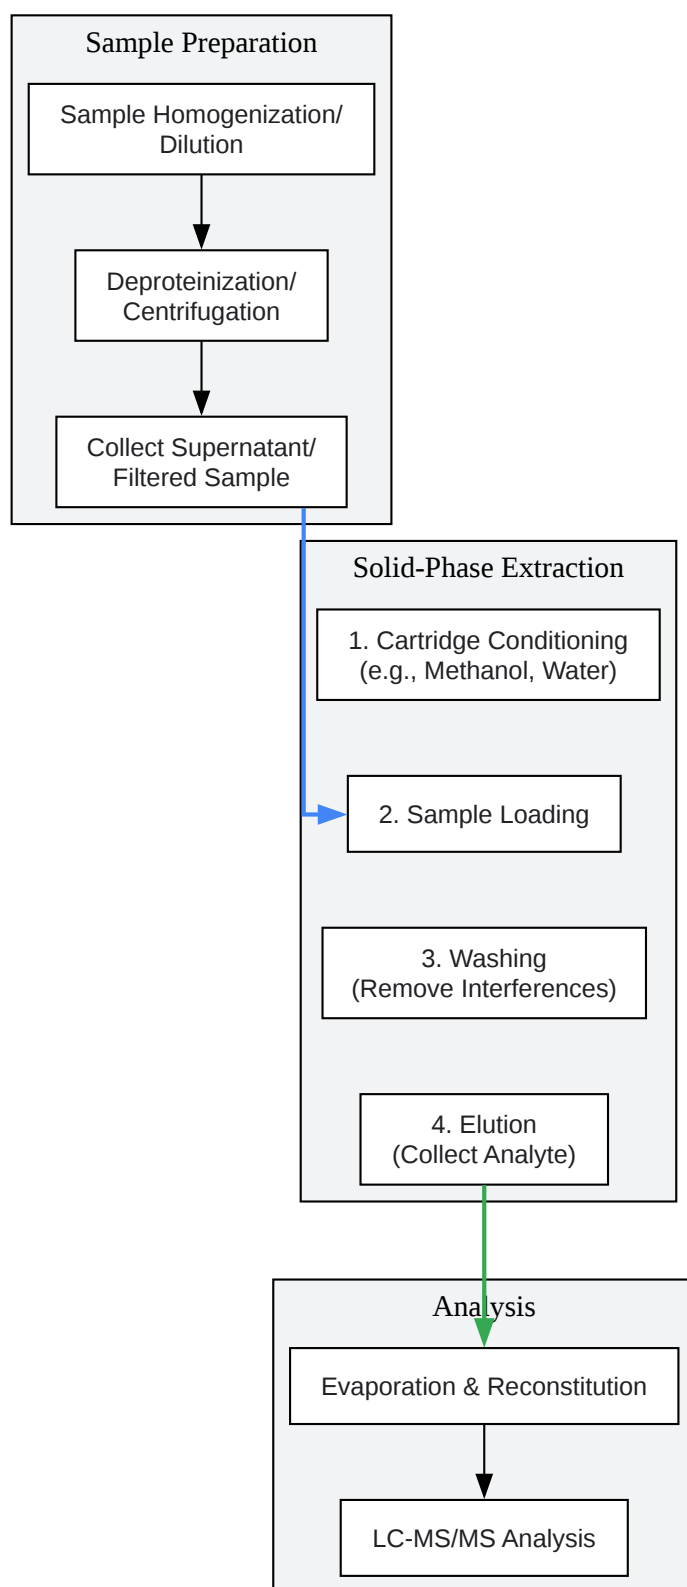 Sample Preparation
Sample Homogenization/
Dilution
Deproteinization/
Centrifugation
Collect Supernatant/
Filtered Sample
Solid-Phase Extraction
1. Cartridge Conditioning
(e.g., Methanol, Water)
2. Sample Loading
3. Washing
(Remove Interferences)
4. Elution
(Collect Analyte)
Analysis
Evaporation & Reconstitution
LC-MS/MS Analysis